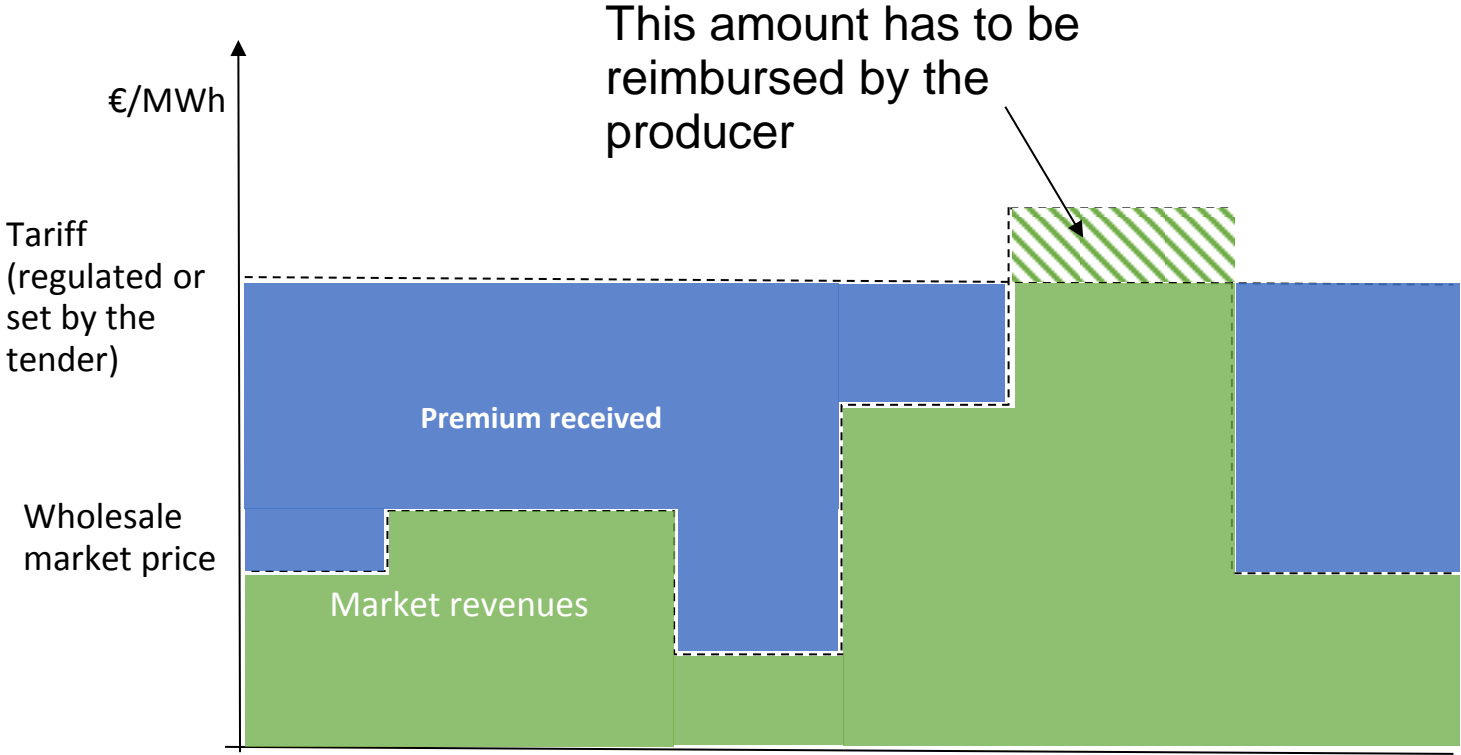 This amount has to be
reimbursed by the
producer
€/MWh
Tariff
(regulated or
set by the
tender)
Premium received
Wholesale
market price
Market revenues